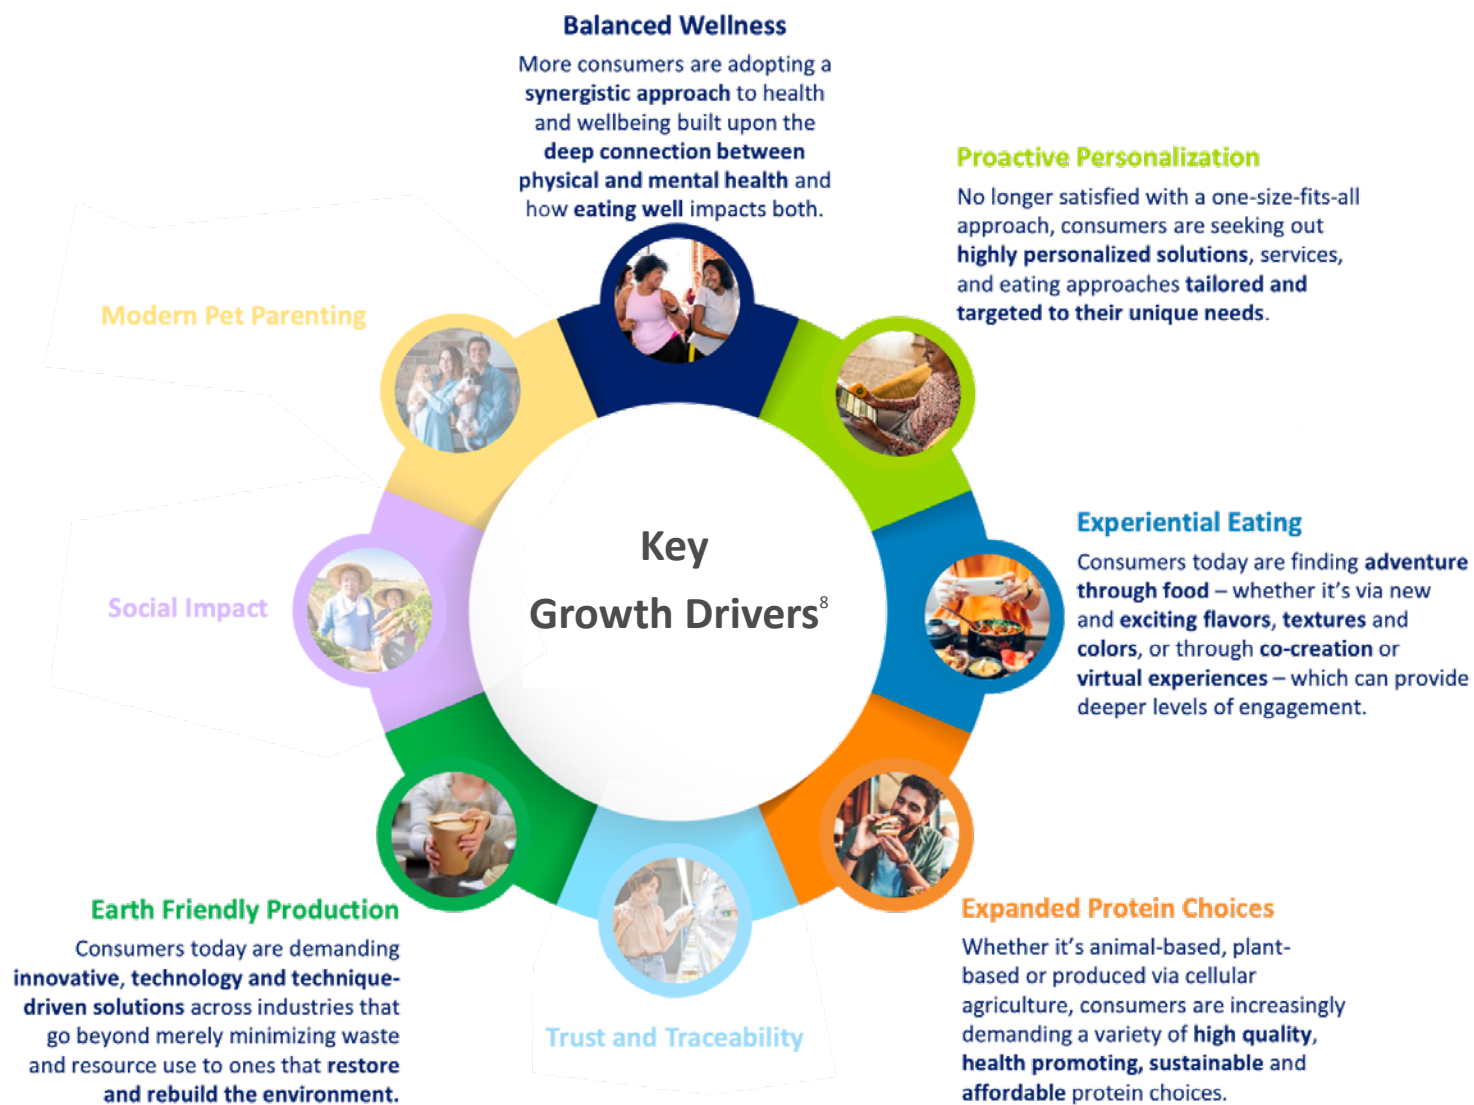 Balanced Wellness
More consumers are adopting a
synergistic approach to health
and wellbeing built upon the
deep connection between
physical and mental health and
how eating well impacts both.
Proactive Personalization
No longer satisfied with a one-size-fits-all
approach, consumers are seeking out
highly personalized solutions, services,
and eating approaches tailored and
targeted to their unique needs.
Modern Pet Parenting
Key
Growth Drivers8
Experiential Eating
Consumers today are finding adventure
through food – whether it's via new
and exciting flavors, textures and
colors, or through co-creation or
virtual experiences – which can provide
deeper levels of engagement.
Social Impact
Earth Friendly Production
Consumers today are demanding
innovative, technology and technique-
driven solutions across industries that
go beyond merely minimizing waste
and resource use to ones that restore
and rebuild the environment.
Trust and Traceability
Expanded Protein Choices
Whether it's animal-based, plant-
based or produced via cellular
agriculture, consumers are increasingly
demanding a variety of high quality,
health promoting, sustainable and
affordable protein choices.